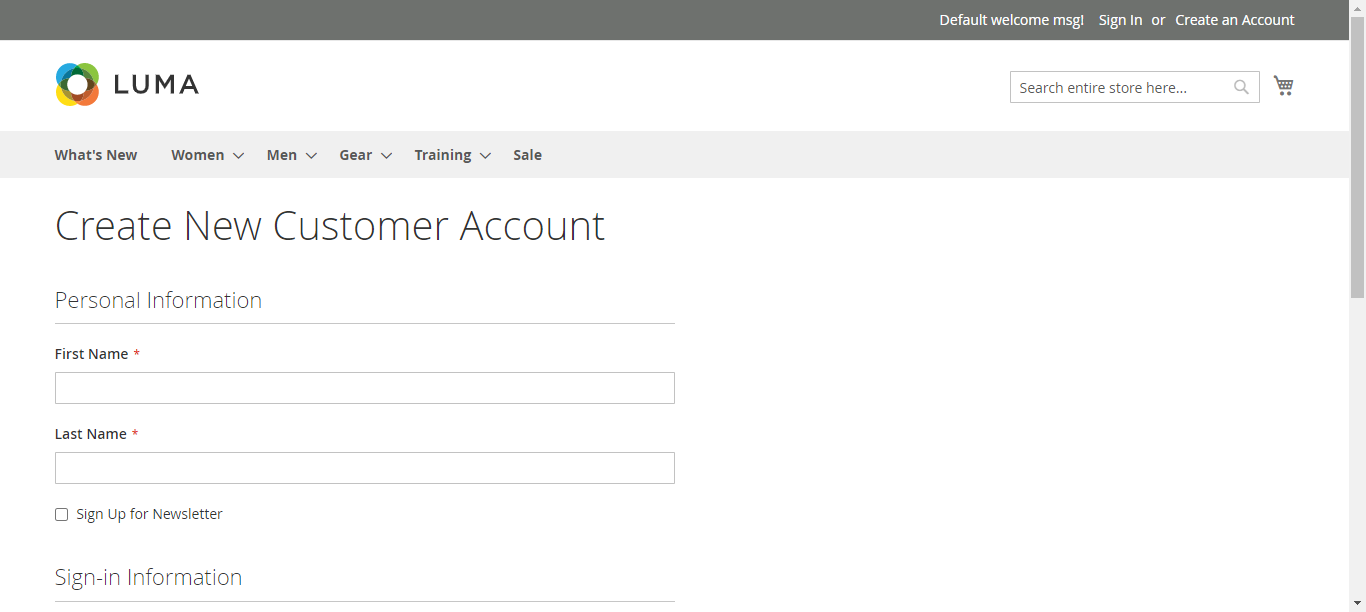 Default welcome msg! Sign In or Create an Account
LUMA
Search entire store here...
What's New Women Men Gear Training Sale
Create New Customer Account
Personal Information
First Name *
Last Name *
Sign Up for Newsletter
Sign-in Information